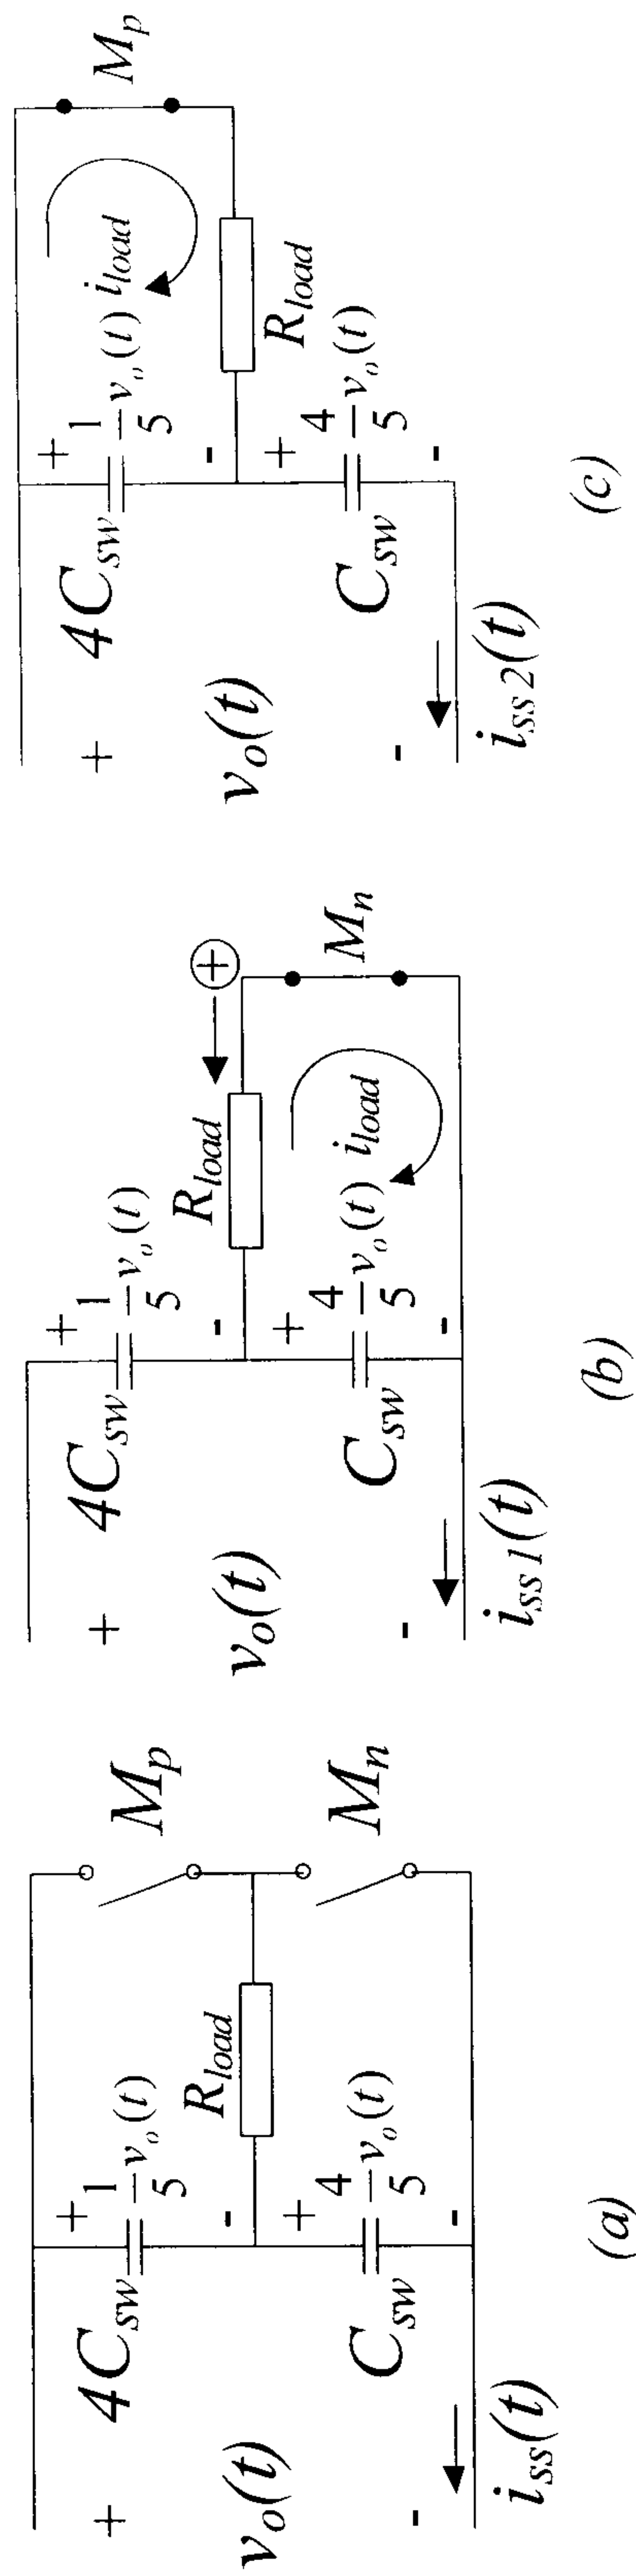 +
4C_sw
+
1/5 v_o(t)
-
M_p
v_o(t)
R_load
+
C_sw
4/5 v_o(t)
-
M_n
-
i_ss(t)
(a)
+
4C_sw
+
1/5 v_o(t)
-
R_load
+
v_o(t)
+
C_sw
4/5 v_o(t)
-
i_load
M_n
-
i_ss1(t)
(b)
+
4C_sw
+
1/5 v_o(t)
-
i_load
M_p
v_o(t)
R_load
+
C_sw
4/5 v_o(t)
-
-
i_ss2(t)
(c)